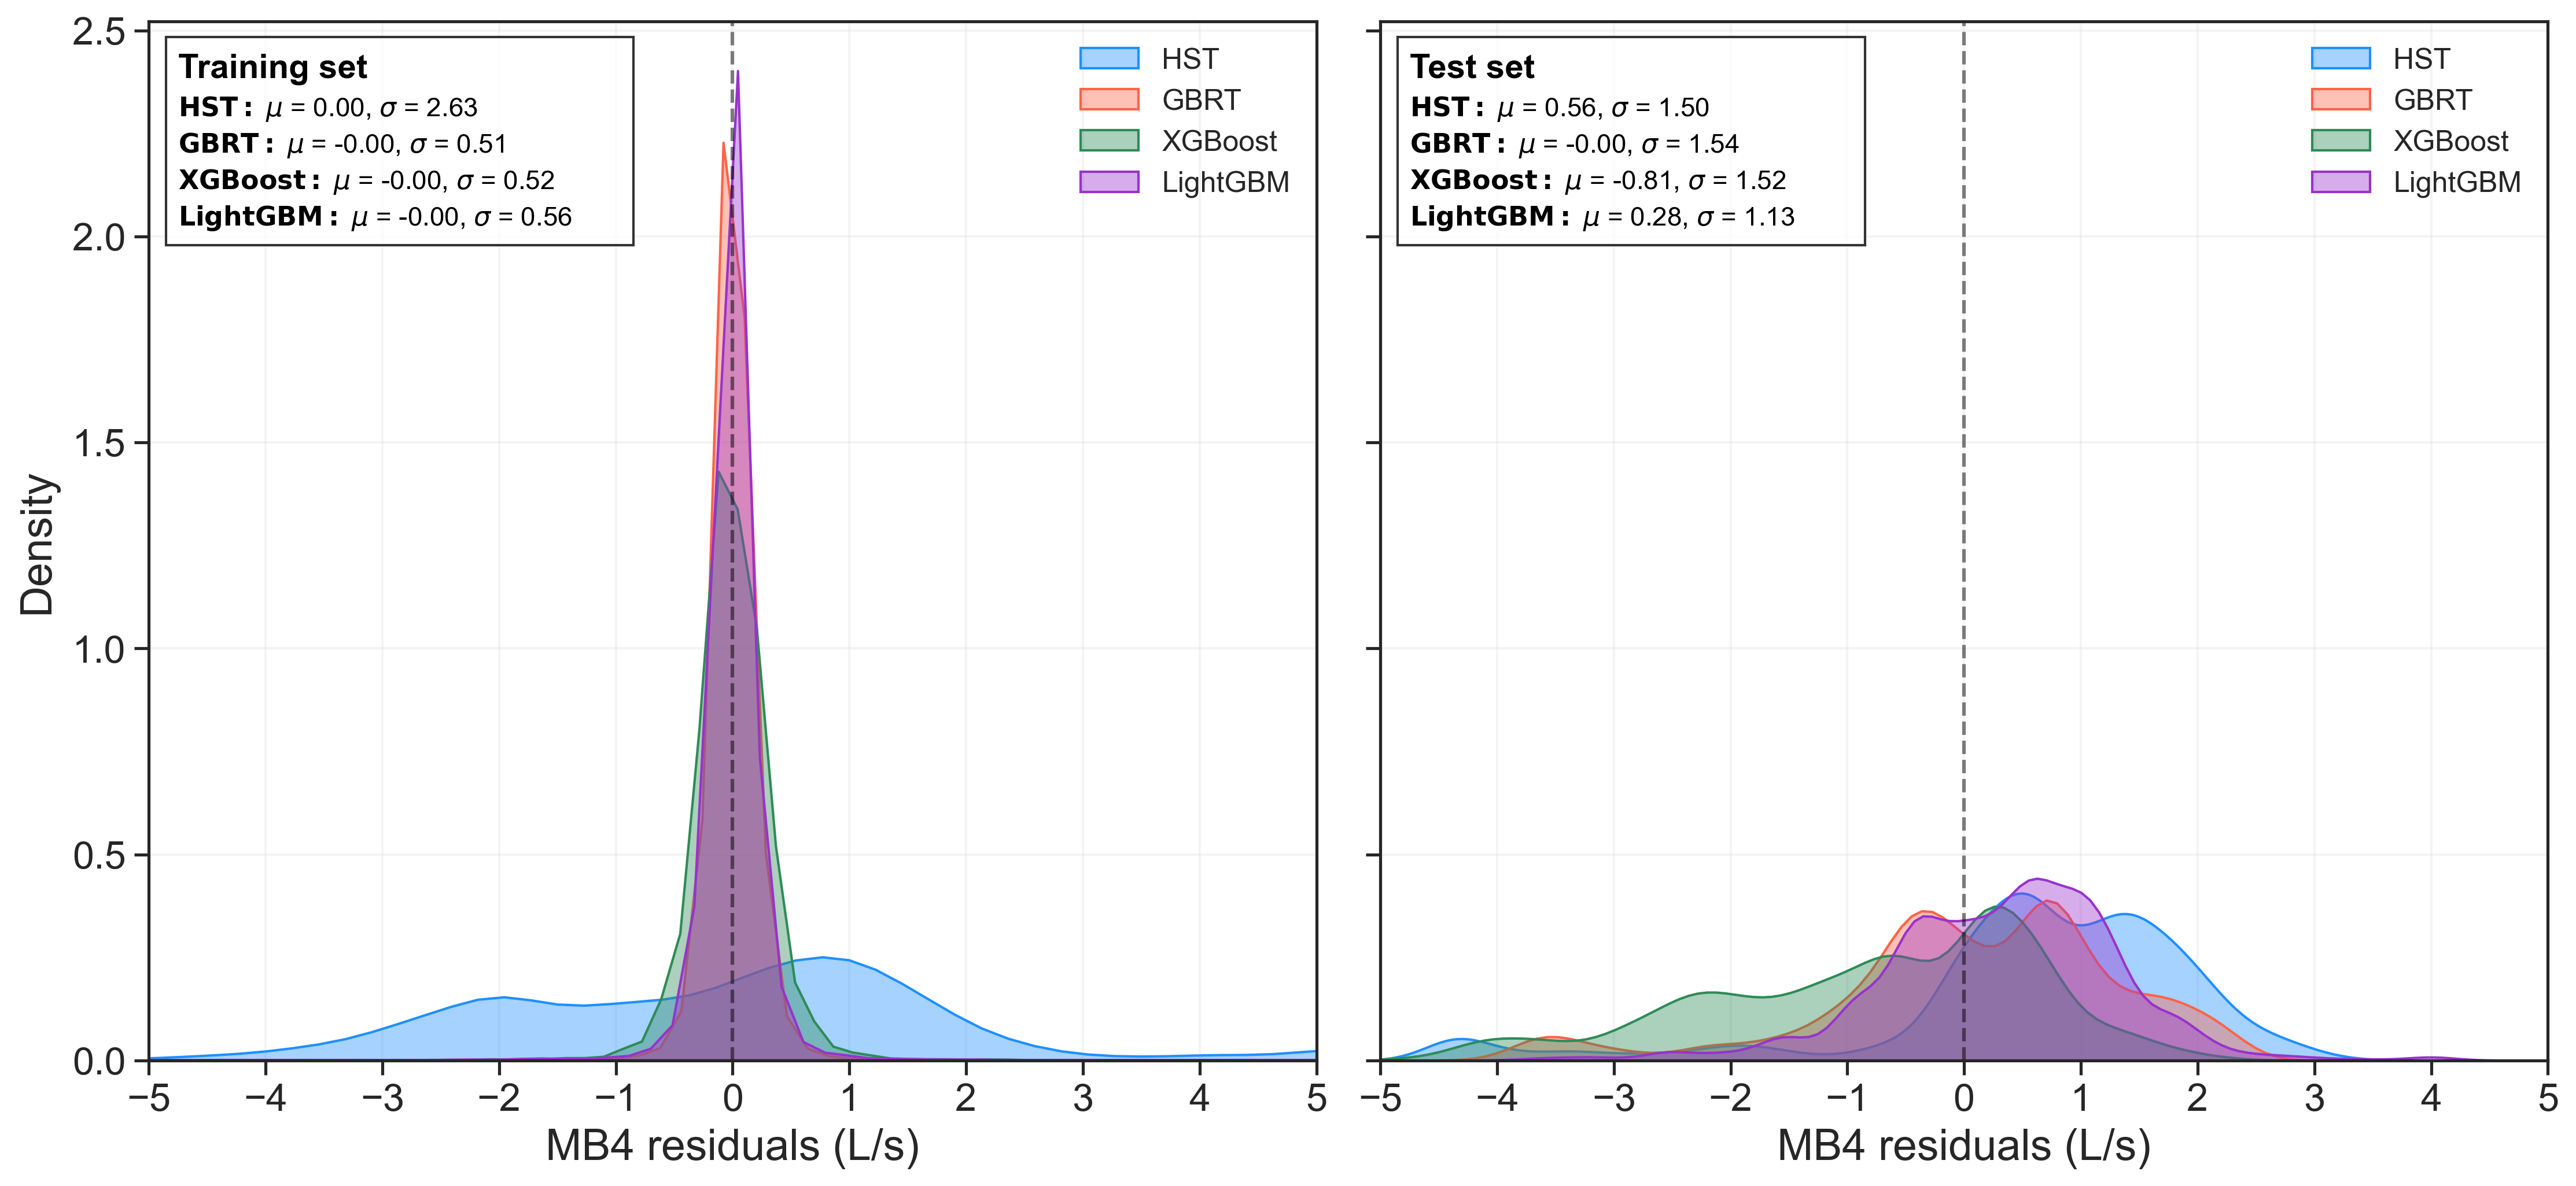 Training set
HST: μ = 0.00, σ = 2.63
GBRT: μ = -0.00, σ = 0.51
XGBoost: μ = -0.00, σ = 0.52
LightGBM: μ = -0.00, σ = 0.56
HST
GBRT
XGBoost
LightGBM
2.5
2.0
1.5
1.0
0.5
0.0
Density
−5 −4 −3 −2 −1 0 1 2 3 4 5
MB4 residuals (L/s)
Test set
HST: μ = 0.56, σ = 1.50
GBRT: μ = -0.00, σ = 1.54
XGBoost: μ = -0.81, σ = 1.52
LightGBM: μ = 0.28, σ = 1.13
HST
GBRT
XGBoost
LightGBM
−5 −4 −3 −2 −1 0 1 2 3 4 5
MB4 residuals (L/s)